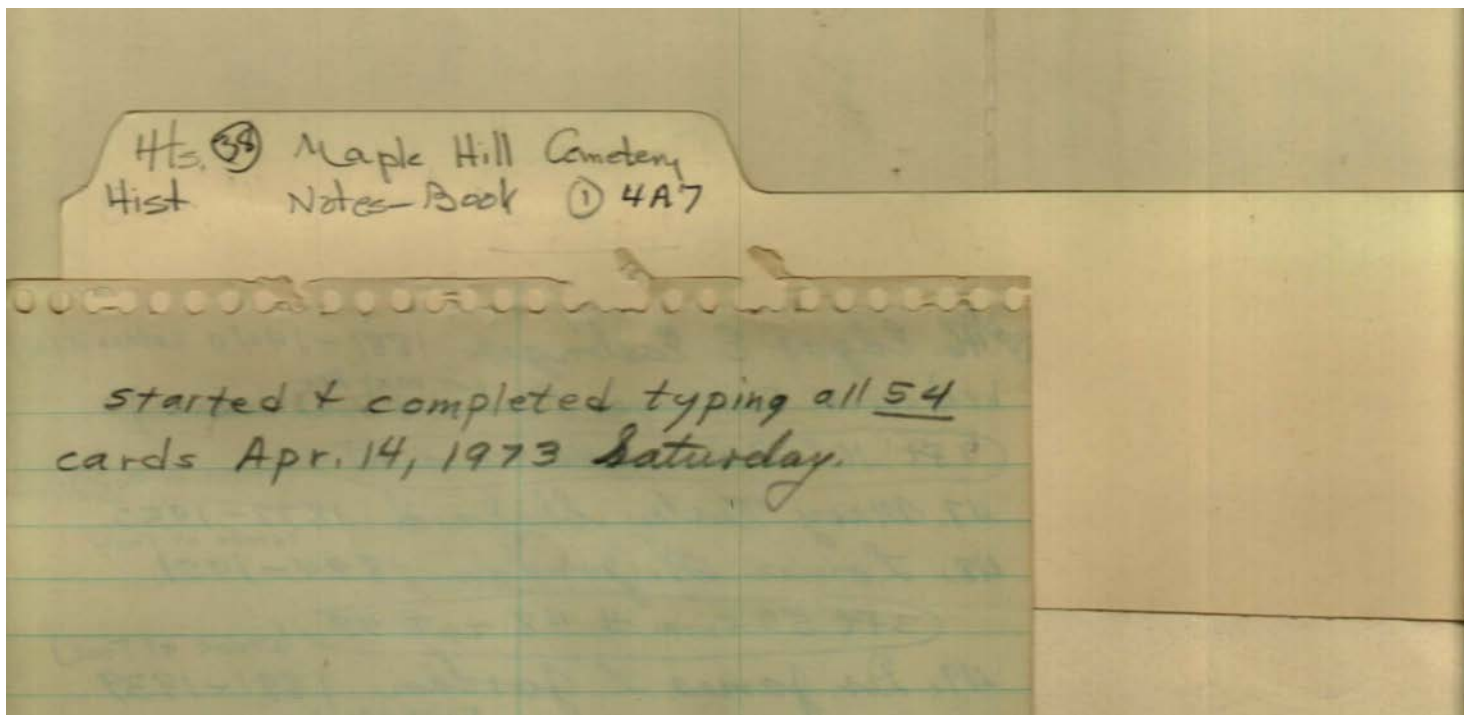 Hts. 38 Maple Hill Cemetery
Hist Notes-Book 1 4A7
started & completed typing all 54
cards Apr. 14, 1973 Saturday.